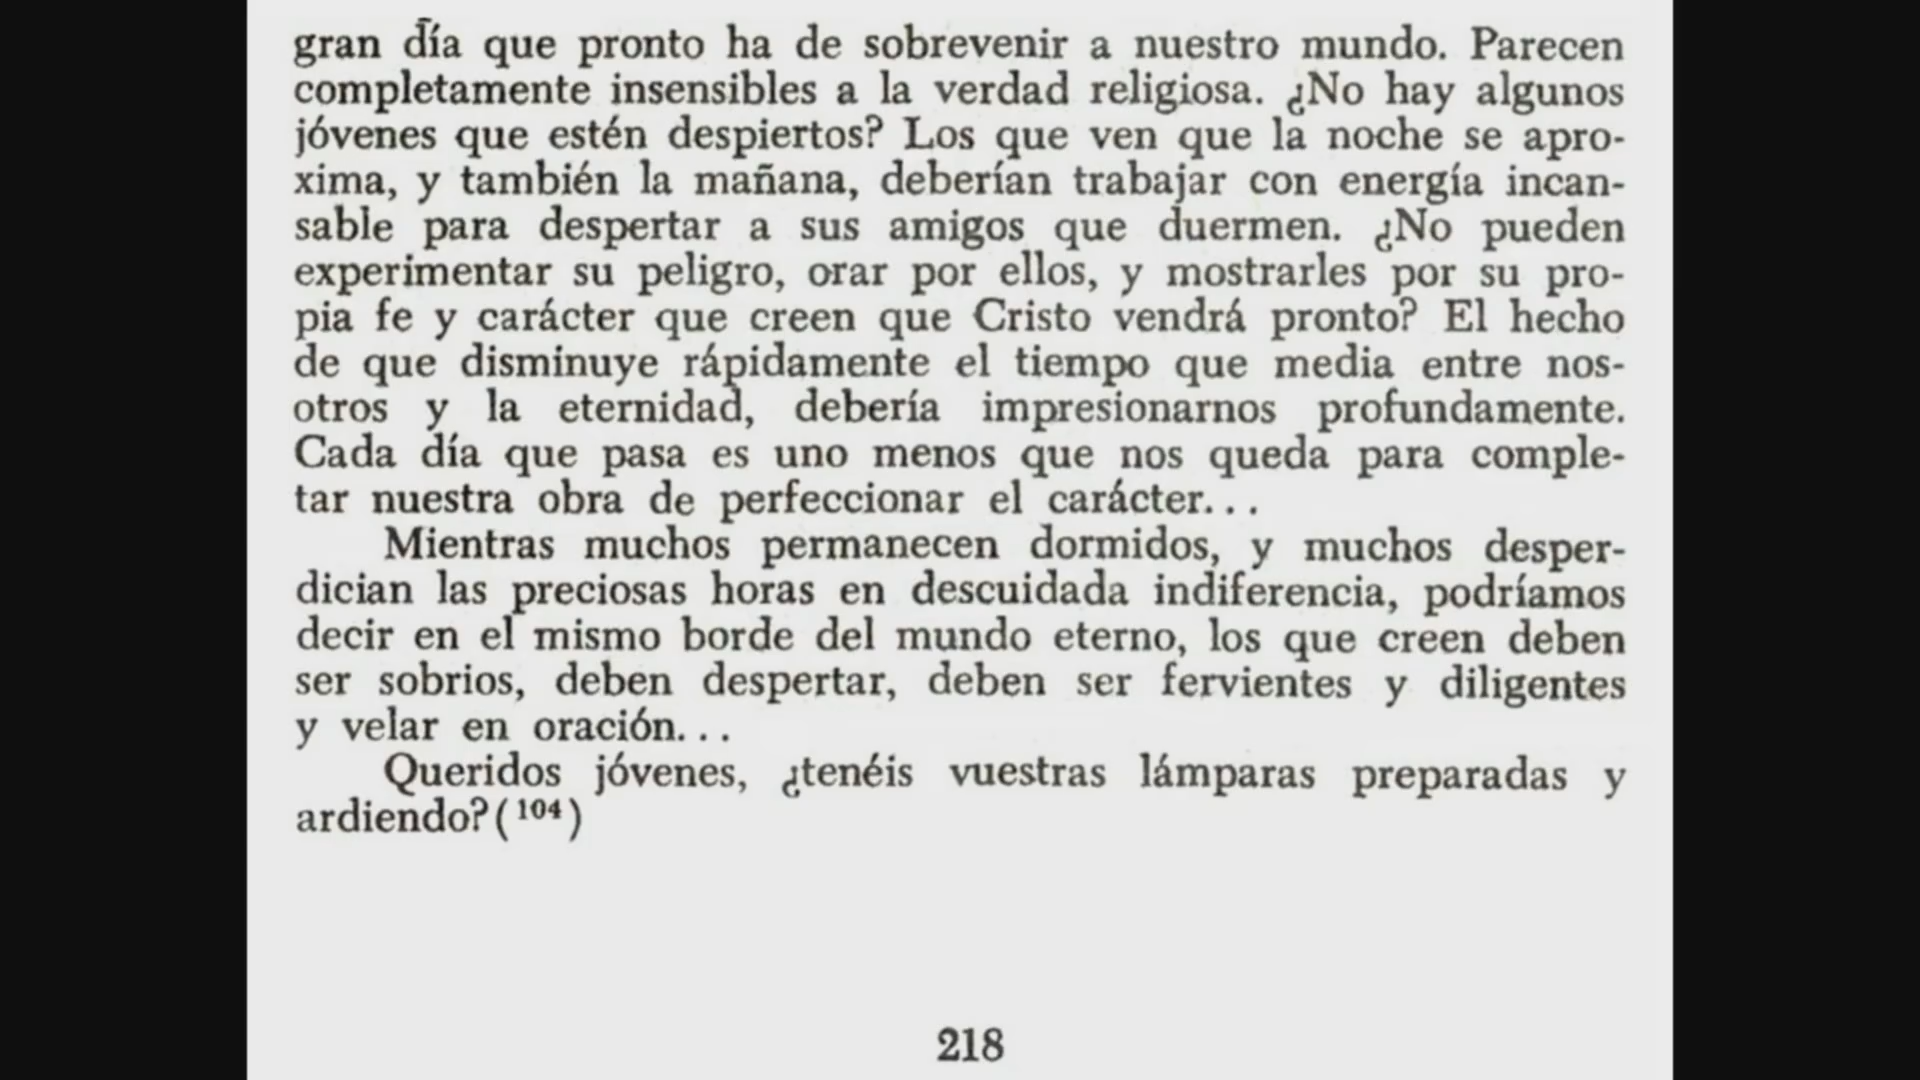 gran día que pronto ha de sobrevenir a nuestro mundo. Parecen
completamente insensibles a la verdad religiosa. ¿No hay algunos
jóvenes que estén despiertos? Los que ven que la noche se apro-
xima, y también la mañana, deberían trabajar con energía incan-
sable para despertar a sus amigos que duermen. ¿No pueden
experimentar su peligro, orar por ellos, y mostrarles por su pro-
pia fe y carácter que creen que Cristo vendrá pronto? El hecho
de que disminuye rápidamente el tiempo que media entre nos-
otros y la eternidad, debería impresionarnos profundamente.
Cada día que pasa es uno menos que nos queda para comple-
tar nuestra obra de perfeccionar el carácter...
Mientras muchos permanecen dormidos, y muchos desper-
dician las preciosas horas en descuidada indiferencia, podríamos
decir en el mismo borde del mundo eterno, los que creen deben
ser sobrios, deben despertar, deben ser fervientes y diligentes
y velar en oración...
Queridos jóvenes, ¿tenéis vuestras lámparas preparadas y
ardiendo?(104)
218